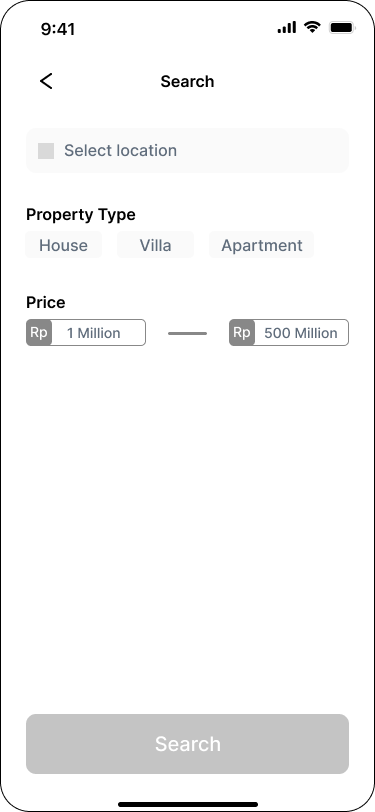 9:41
Search
Select location
Property Type
House Villa Apartment
Price
Rp 1 Million Rp 500 Million
Search